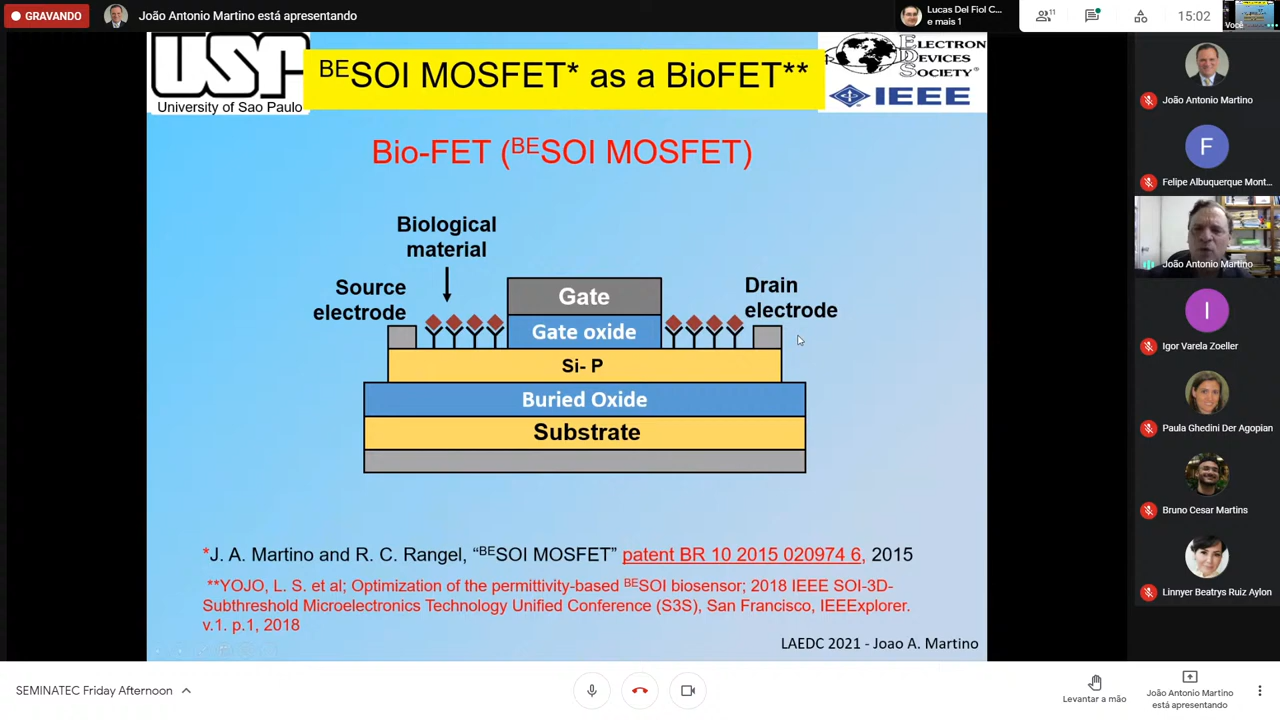 GRAVANDO
João Antonio Martino está apresentando
Lucas Del Fiol C...
e mais 1
11
15:02
Você
USP
University of Sao Paulo
BESOI MOSFET* as a BioFET**
ELECTRON
DEVICES
SOCIETY®
IEEE
Bio-FET (BESOI MOSFET)
Biological
material
Source
electrode
Gate
Drain
electrode
Gate oxide
Si- P
Buried Oxide
Substrate
*J. A. Martino and R. C. Rangel, “BESOI MOSFET” patent BR 10 2015 020974 6, 2015
**YOJO, L. S. et al; Optimization of the permittivity-based BESOI biosensor; 2018 IEEE SOI-3D-
Subthreshold Microelectronics Technology Unified Conference (S3S), San Francisco, IEEExplorer.
v.1. p.1, 2018
LAEDC 2021 - Joao A. Martino
João Antonio Martino
F
Felipe Albuquerque Mont...
João Antonio Martino
I
Igor Varela Zoeller
Paula Ghedini Der Agopian
Bruno Cesar Martins
Linnyer Beatrys Ruiz Aylon
SEMINATEC Friday Afternoon
Levantar a mão
João Antonio Martino
está apresentando